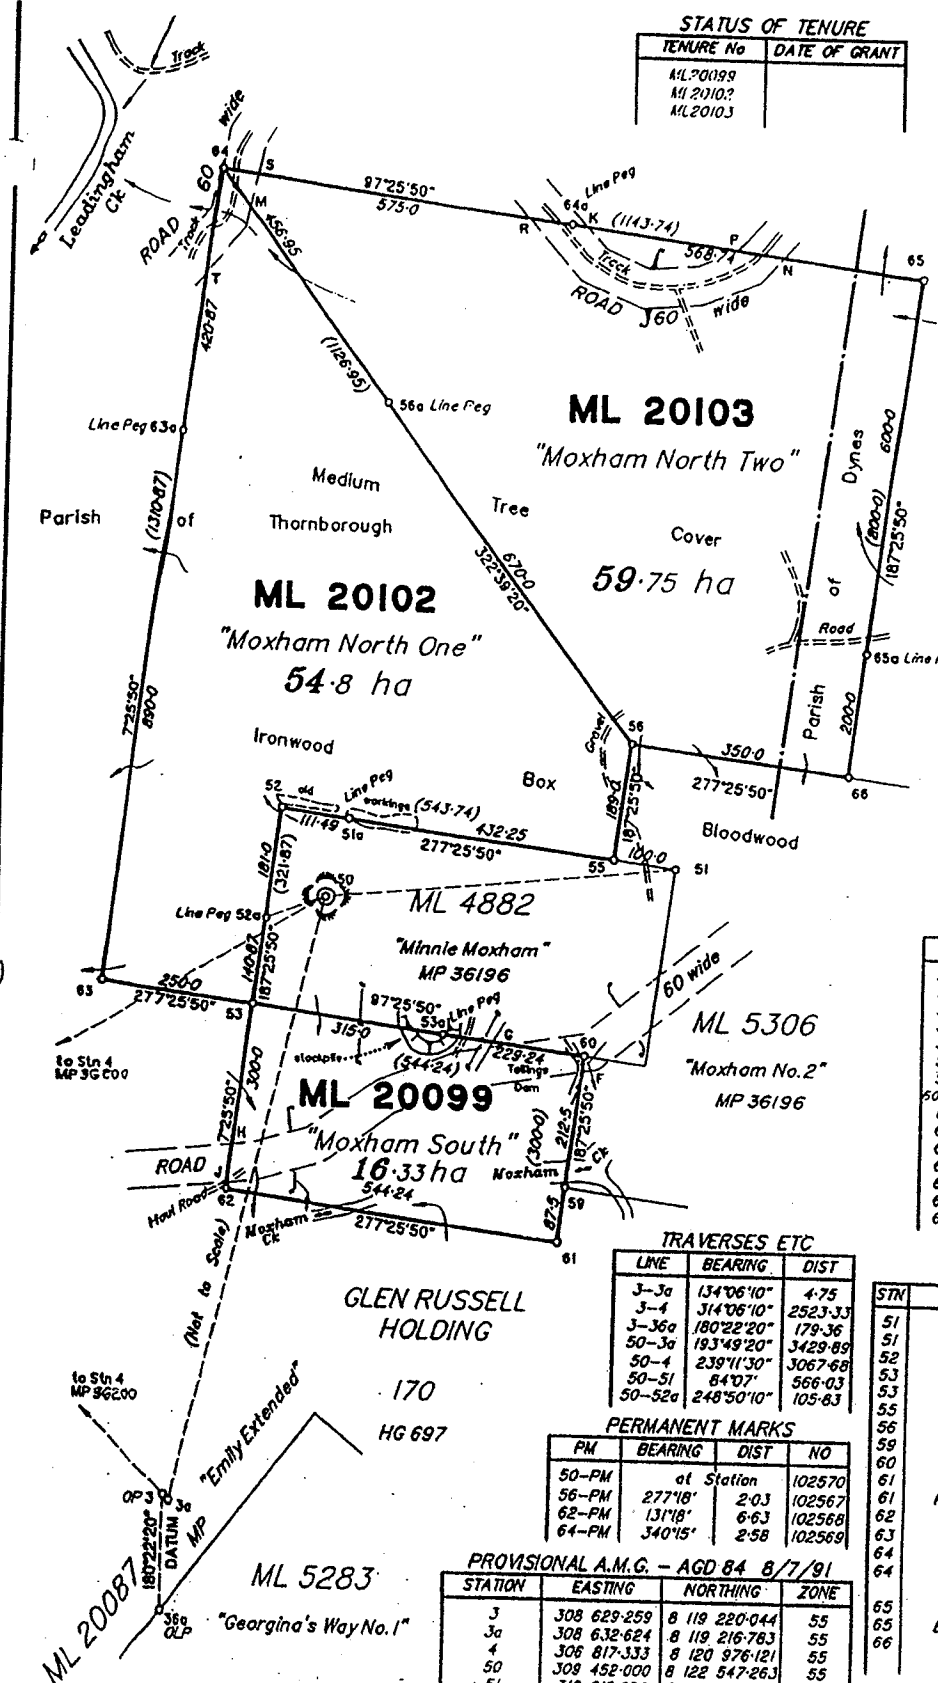 STATUS OF TENURE
TENURE No DATE OF GRANT
ML20099
ML20102
ML20103
Track
wide
Leadingham
Ck
64
60
S
M
ROAD
Track
T
97°25'50"
575·0
Line Peg
64a
K
R
(1143·74)
568·74
P
N
65
Track
ROAD
60
wide
456·95
(1126·95)
420·87
56a Line Peg
Line Peg 63a
ML 20103
"Moxham North Two"
Dynes
600·0
(800·0)
187°25'50"
Medium
Tree
Cover
Parish
of
Thornborough
(1310·87)
670·0
322°39'20"
59·75 ha
of
Road
65a Line
ML 20102
"Moxham North One"
54·8 ha
Parish
200·0
7°25'50"
890·0
Ironwood
Gravel
56
350·0
277°25'50"
66
Box
Bloodwood
52
old
workings
Line Peg
(543·74)
111·49
51a
432·25
277°25'50"
189·0
187°25'50"
55
100·0
51
181·0
(321·87)
50
ML 4882
"Minnie Moxham"
MP 36196
Line Peg 52a
140·87
187°25'50"
60 wide
63
250·0
277°25'50"
53
97°25'50"
53a
Line Peg
315·0
G
(544·24)
229·24
60
stockpile
Tailings
Dam
F
ML 5306
"Moxham No.2"
MP 36196
to Stn 4
300·0
7°25'50"
ML 20099
"Moxham South"
16·33 ha
(300·0)
212·5
187°25'50"
H
ROAD
J
Haul Road
62
Moxham
Ck
Moxham
Ck
544·24
277°25'50"
59
87·5
61
(Not to Scale)
GLEN RUSSELL
HOLDING
170
HG 697
TRAVERSES ETC
LINE BEARING DIST
3-3a 134°06'10" 4·75
3-4 314°06'10" 2523·33
3-36a 180°22'20" 179·36
50-3a 193°49'20" 3429·89
50-4 239°11'30" 3067·68
50-51 84°07' 566·03
50-52a 248°50'10" 105·83
STN
51
51
52
53
53
55
56
59
60
61
61
62
63
64
64
65
65
66
PERMANENT MARKS
PM BEARING DIST NO
50-PM at Station 102570
56-PM 277°18' 2·03 102567
62-PM 131°18' 6·63 102568
64-PM 340°15' 2·58 102569
to Stn 4
"Emily Extended"
MP
OP3
3a
DATUM
180°22'20"
ML 20087
36a
OLP
ML 5283
"Georgina's Way No.1"
PROVISIONAL A.M.G. - AGD 84 8/7/91
STATION EASTING NORTHING ZONE
3 308 629·259 8 119 220·044 55
3a 308 632·624 8 119 216·783 55
4 306 817·333 8 120 976·121 55
50 309 452·000 8 122 547·263 55